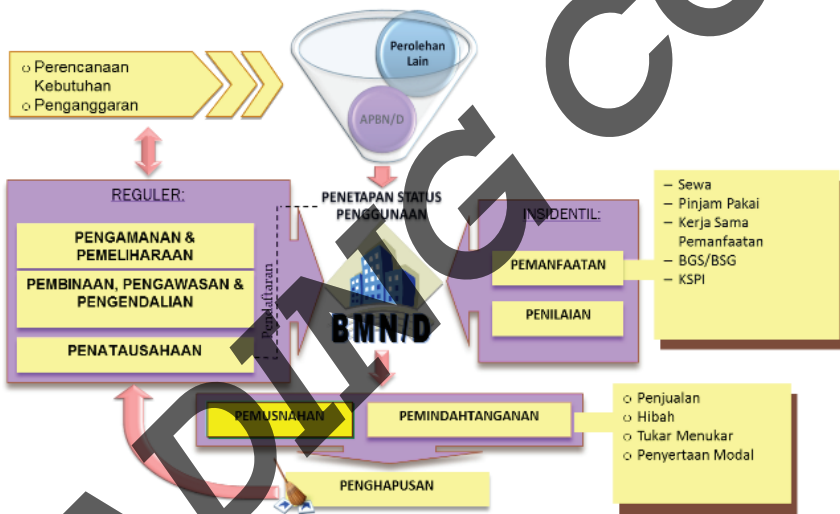 o Perencanaan
Kebutuhan
o Penganggaran
Perolehan
Lain
APBN/D
PENETAPAN STATUS
PENGGUNAAN
REGULER:
PENGAMANAN &
PEMELIHARAAN
PEMBINAAN, PENGAWASAN &
PENGENDALIAN
PENATAUSAHAAN
Pendaftaran
BMN/D
INSIDENTIL:
PEMANFAATAN
PENILAIAN
– Sewa
– Pinjam Pakai
– Kerja Sama
Pemanfaatan
– BGS/BSG
– KSPI
PEMUSNAHAN
PEMINDAHTANGANAN
o Penjualan
o Hibah
o Tukar Menukar
o Penyertaan Modal
PENGHAPUSAN
ADING CO